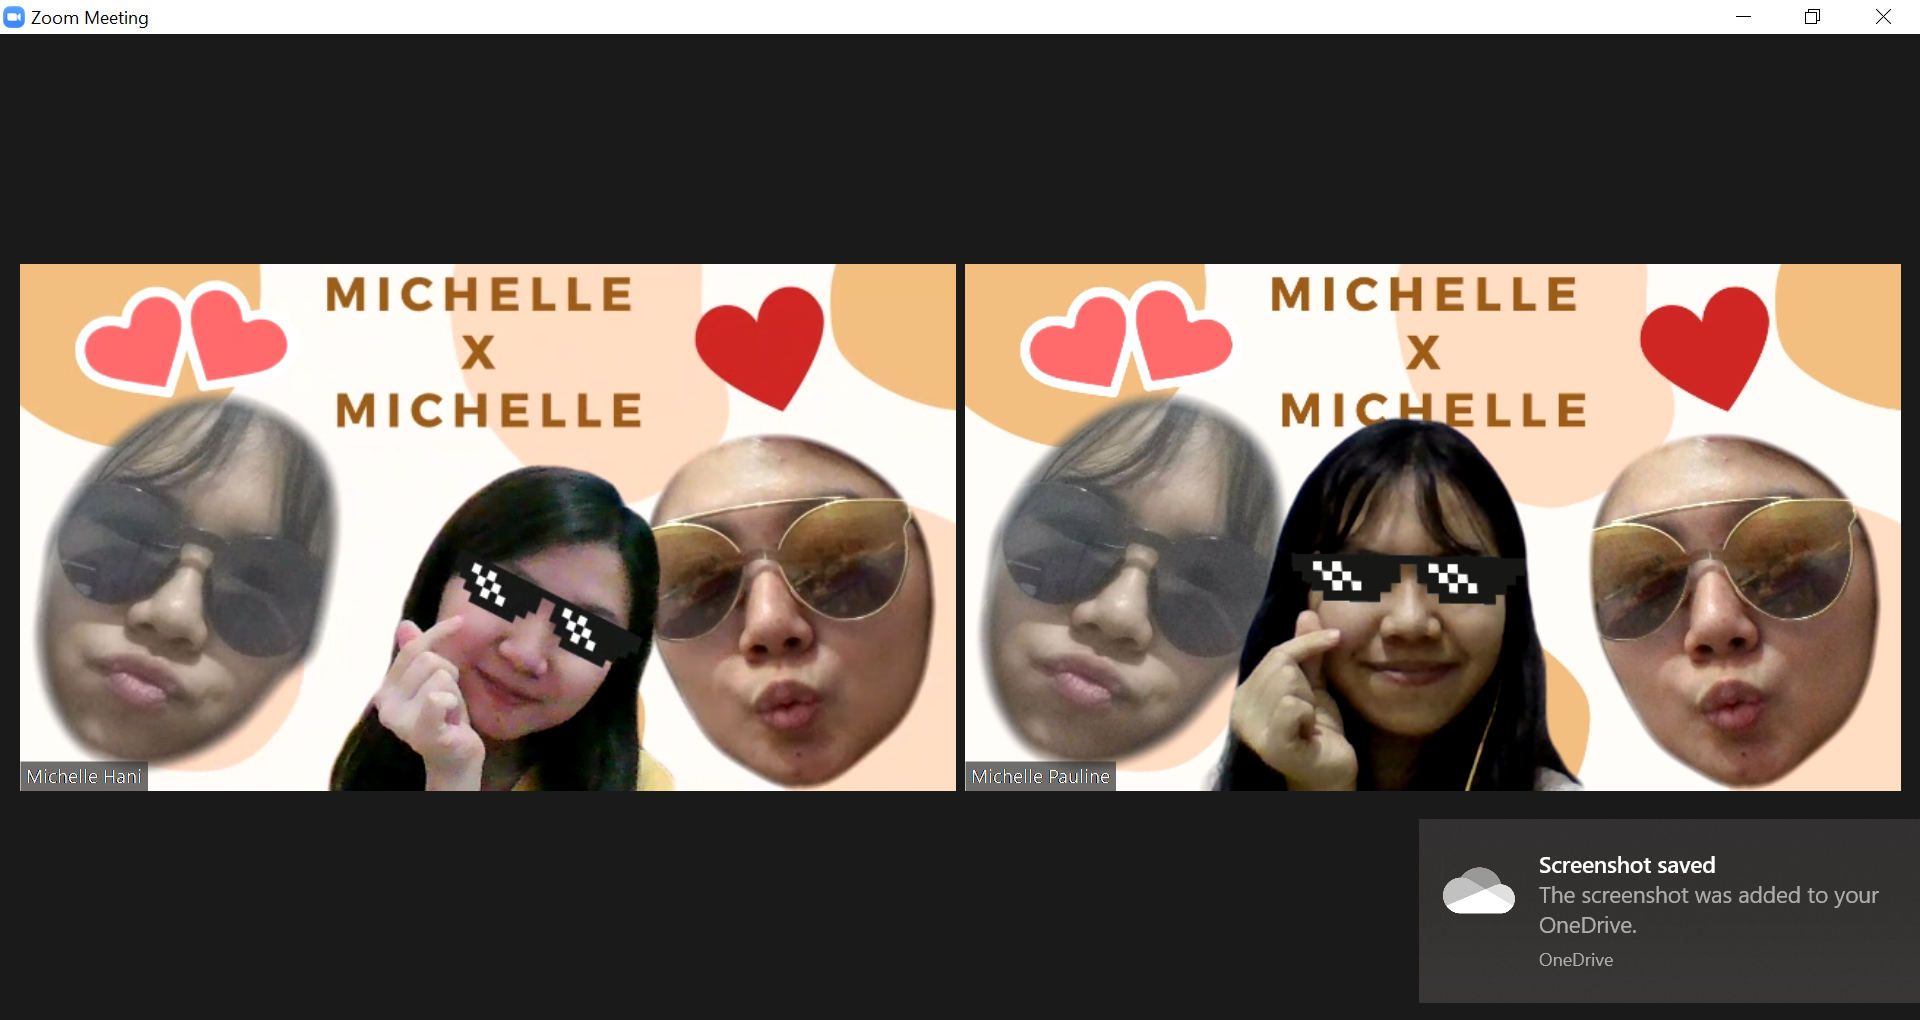 Zoom Meeting
MICHELLE
X
MICHELLE
Michelle Hani
MICHELLE
X
MICHELLE
Michelle Pauline
Screenshot saved
The screenshot was added to your
OneDrive.
OneDrive